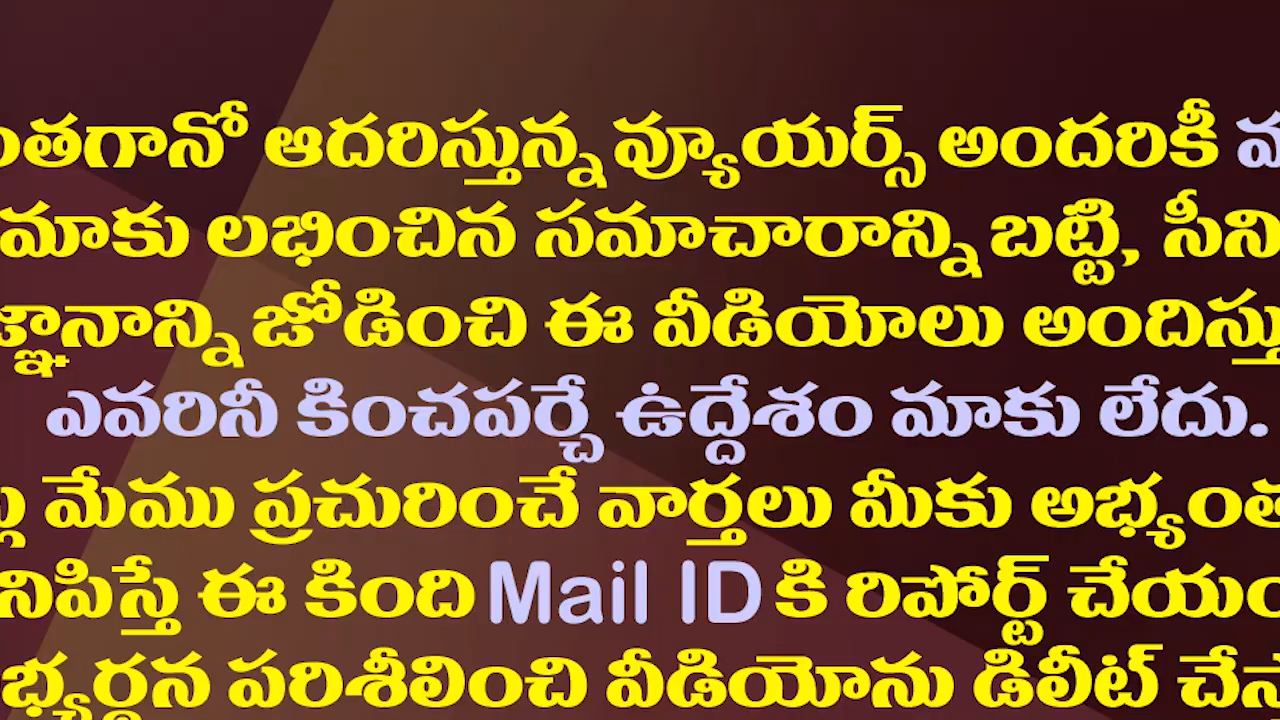 ఆదరిస్తున్న వ్యూయర్స్ అందరికీ
మాకు లభించిన సమాచారాన్ని బట్టి,
జోడించి ఈ వీడియోలు
ఎవరినీ కించపర్చే ఉద్దేశం మాకు లేదు.
మేము ప్రచురించే వార్తలు మీకు
ఈ కింది Mail ID కి రిపోర్ట్
పరిశీలించి వీడియోను డిలీట్